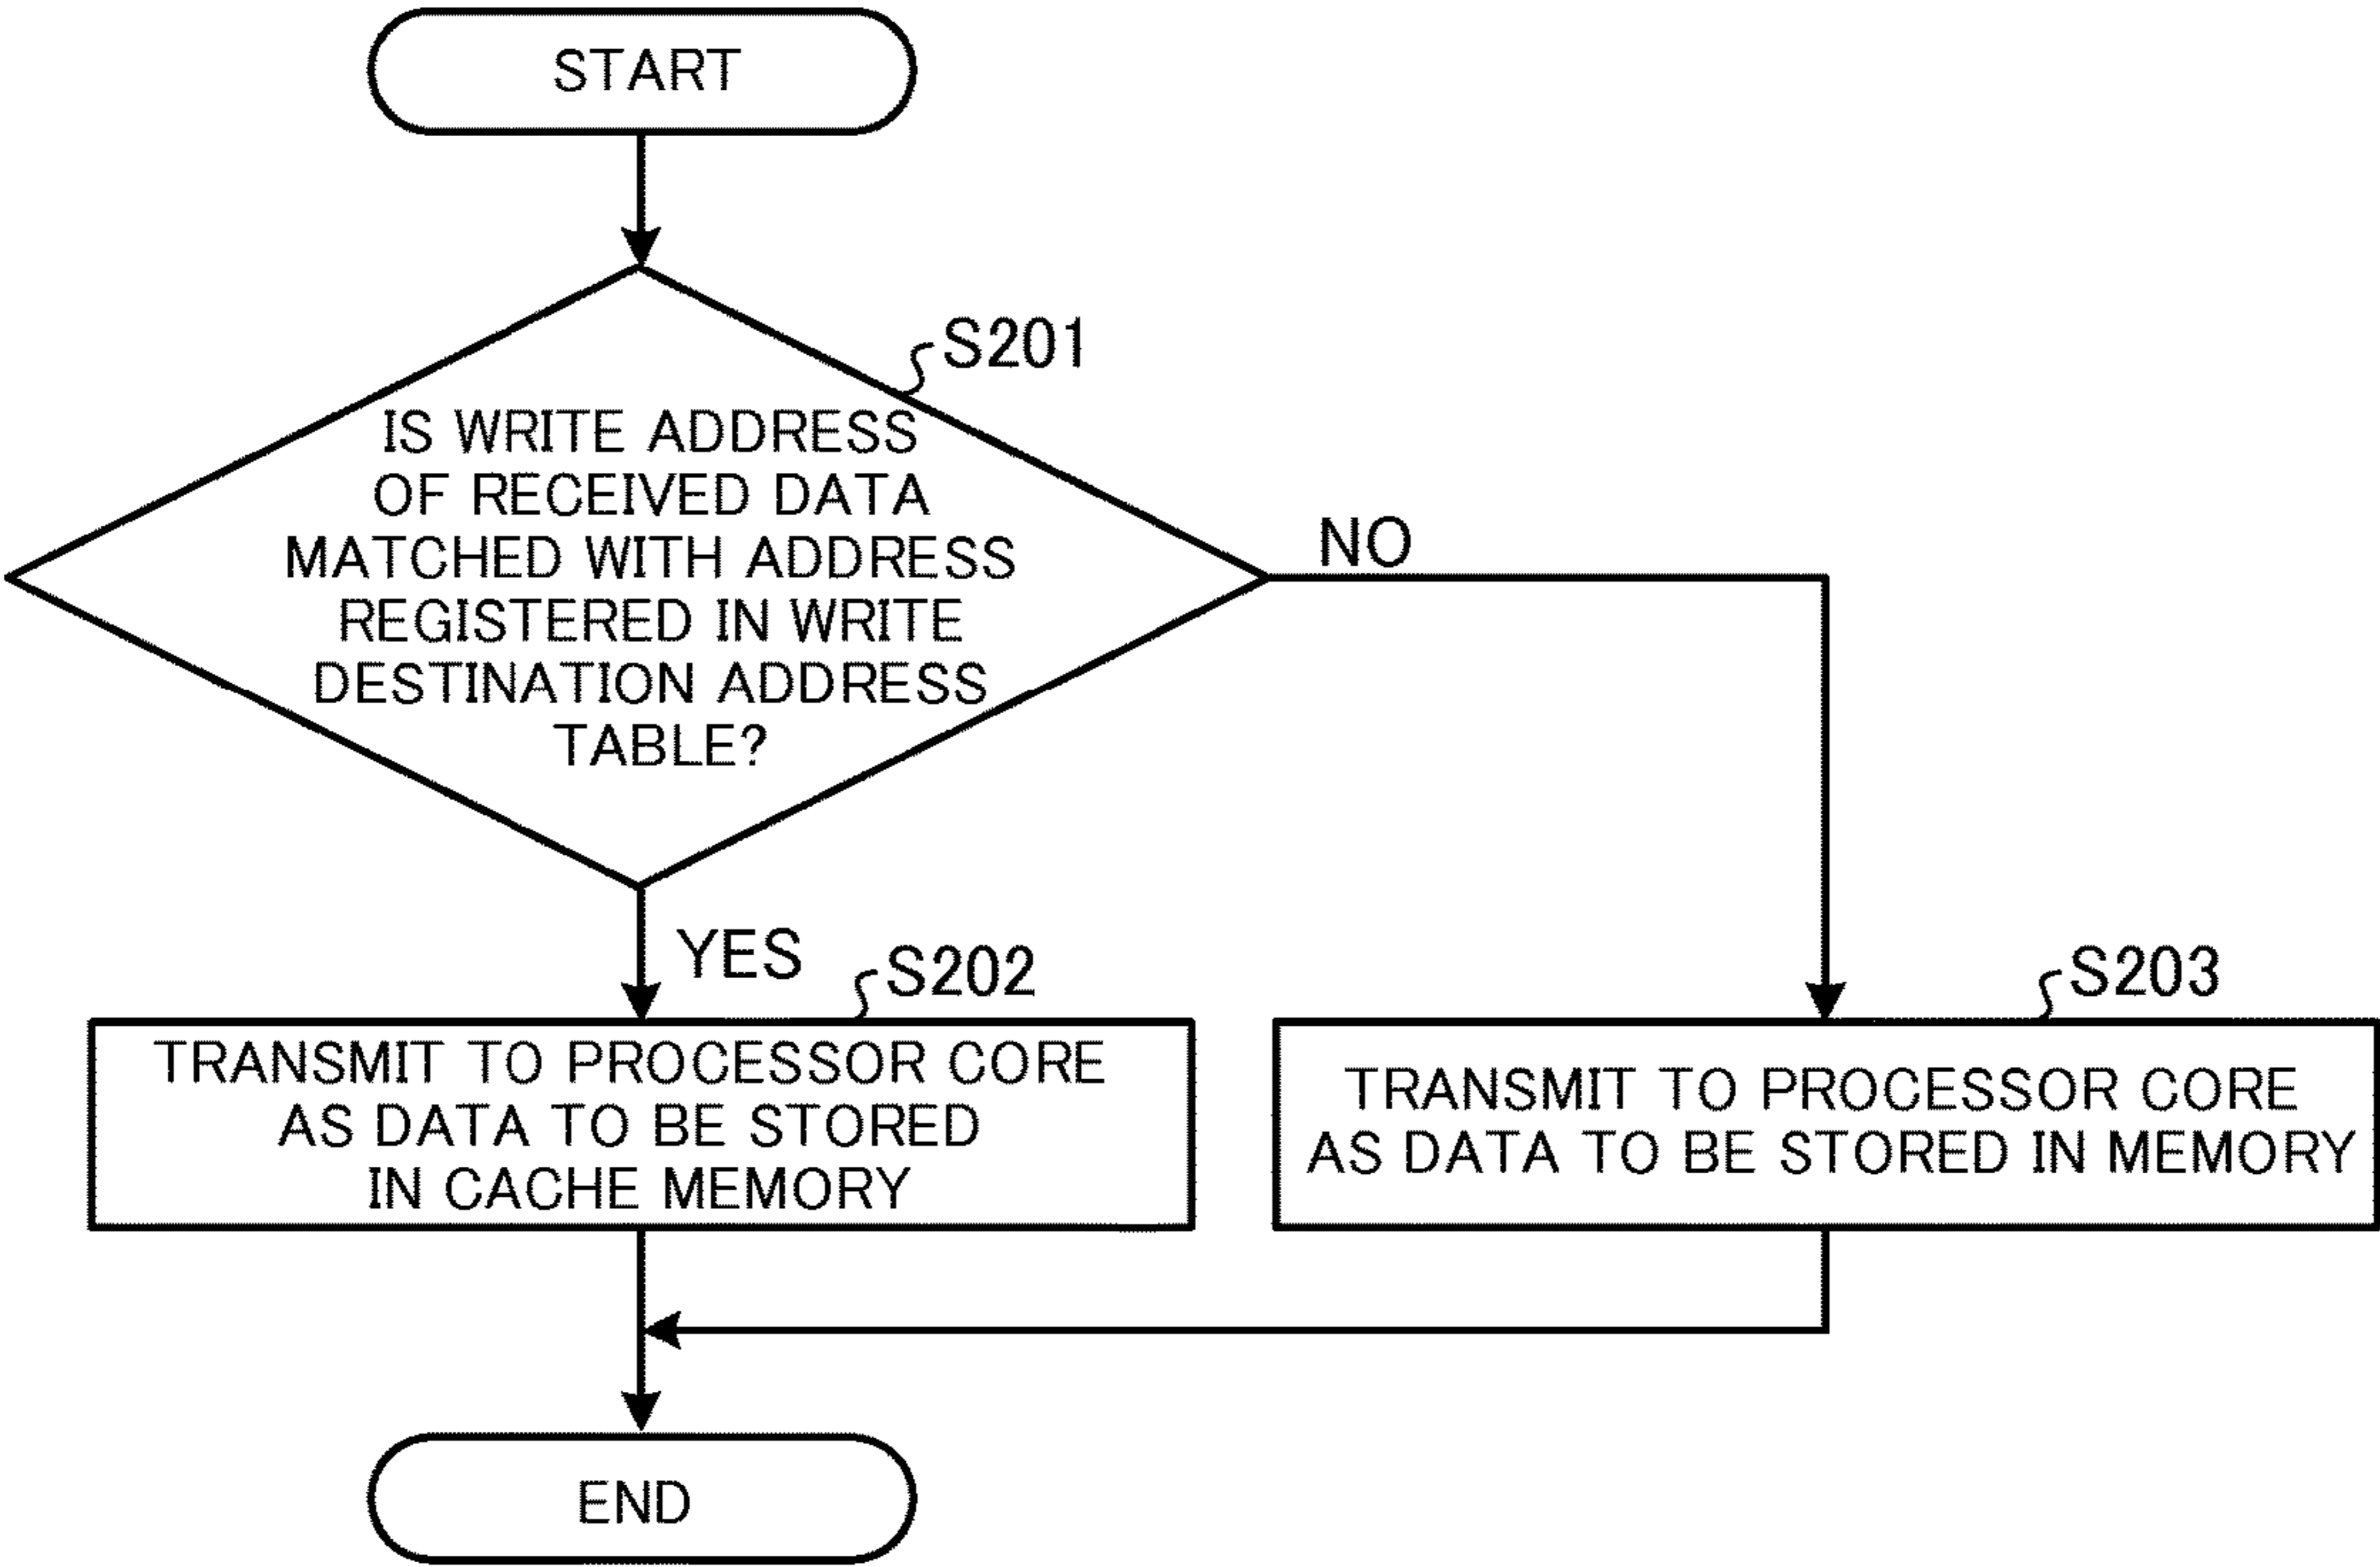 START
S201
IS WRITE ADDRESS
OF RECEIVED DATA
MATCHED WITH ADDRESS
REGISTERED IN WRITE
DESTINATION ADDRESS
TABLE?
NO
YES
S202
TRANSMIT TO PROCESSOR CORE
AS DATA TO BE STORED
IN CACHE MEMORY
S203
TRANSMIT TO PROCESSOR CORE
AS DATA TO BE STORED IN MEMORY
END